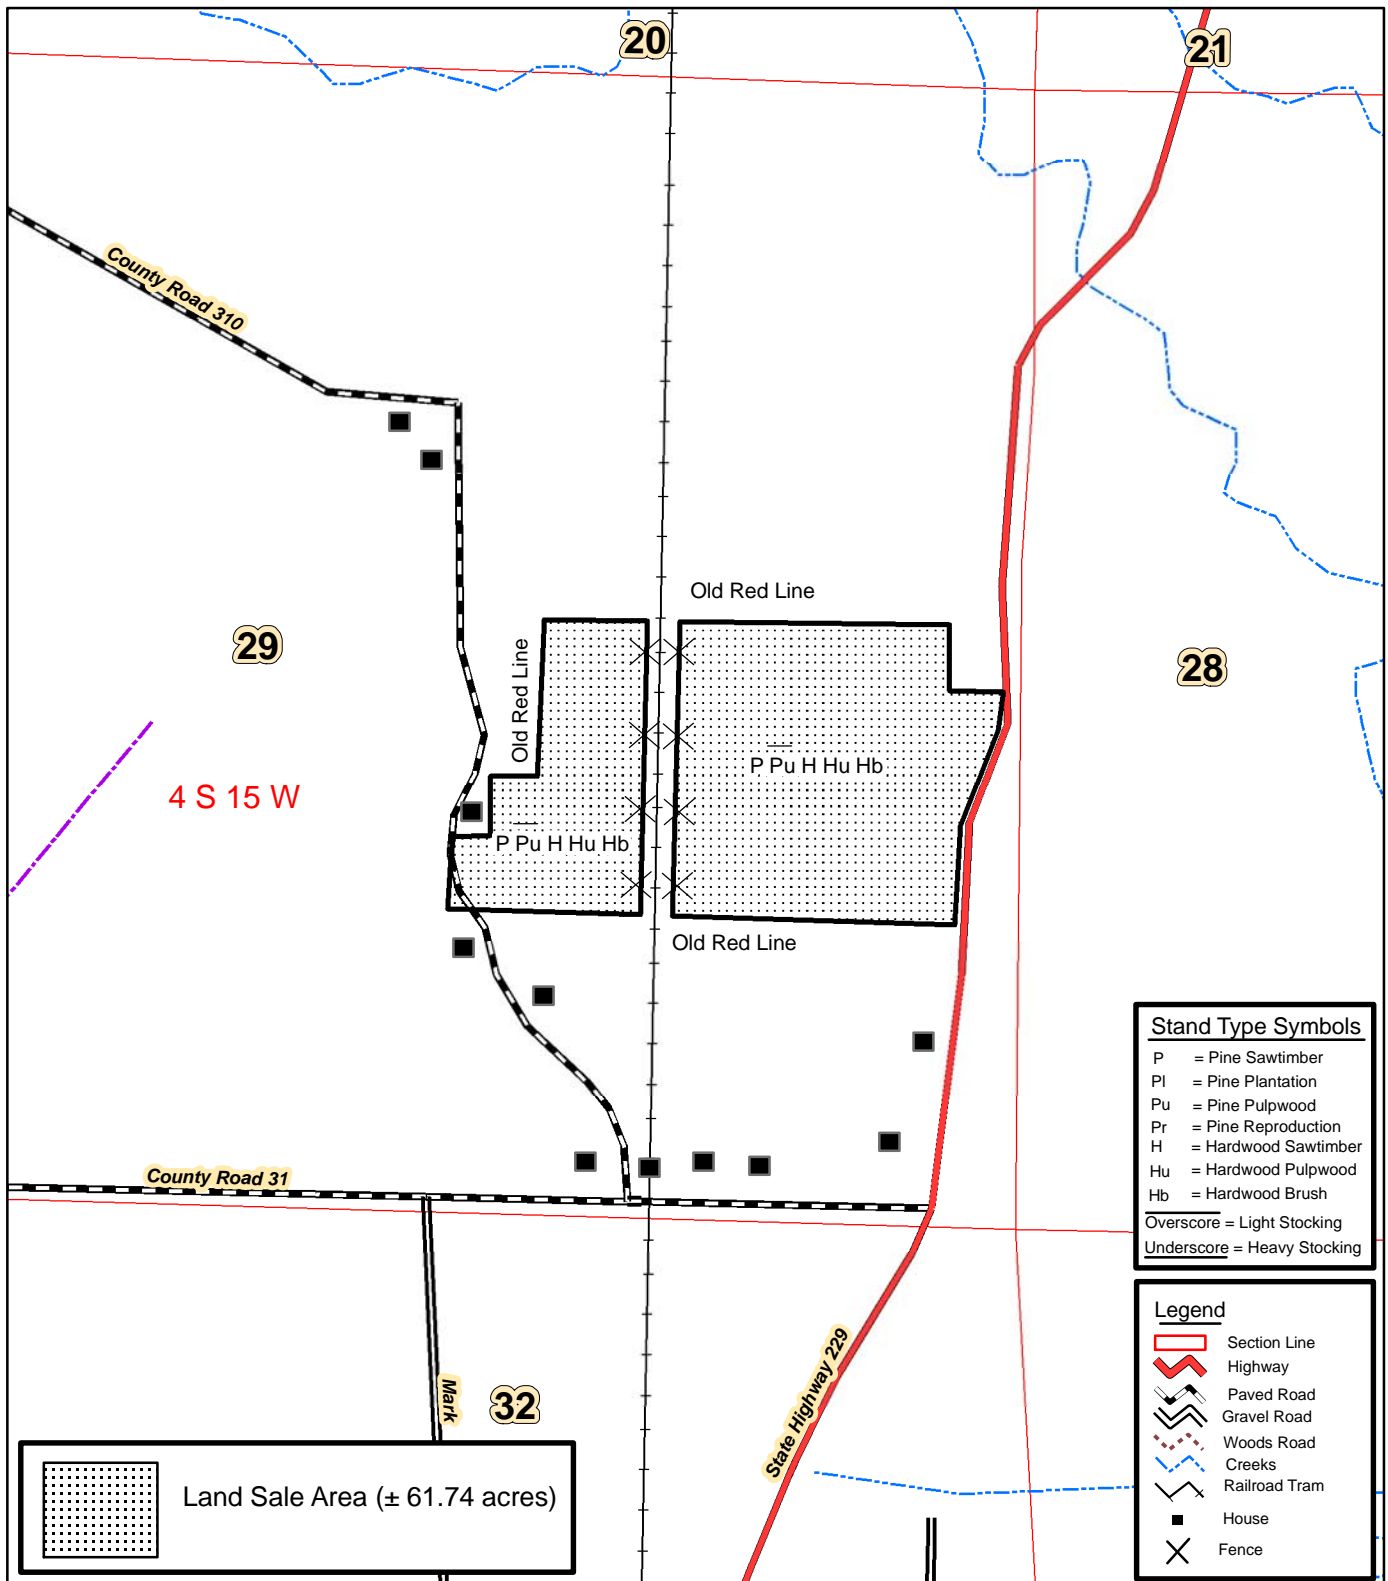 20
21
County Road 310
Old Red Line
29
Old Red Line
28
P Pu H Hu Hb
4 S 15 W
P Pu H Hu Hb
Old Red Line
Stand Type Symbols
P = Pine Sawtimber
Pl = Pine Plantation
Pu = Pine Pulpwood
Pr = Pine Reproduction
H = Hardwood Sawtimber
Hu = Hardwood Pulpwood
Hb = Hardwood Brush
Overscore = Light Stocking
Underscore = Heavy Stocking
County Road 31
Legend
Section Line
Highway
Paved Road
Gravel Road
Woods Road
Creeks
Railroad Tram
House
Fence
State Highway 229
Mark
32
Land Sale Area (± 61.74 acres)